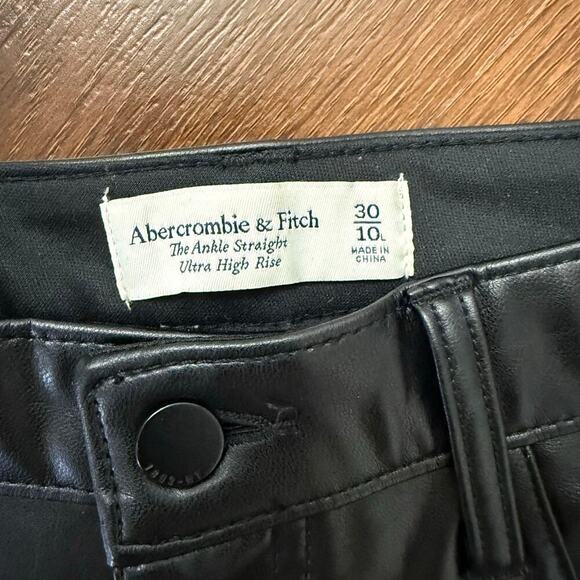 Abercrombie & Fitch
The Ankle Straight
Ultra High Rise
30
10L
MADE IN
CHINA